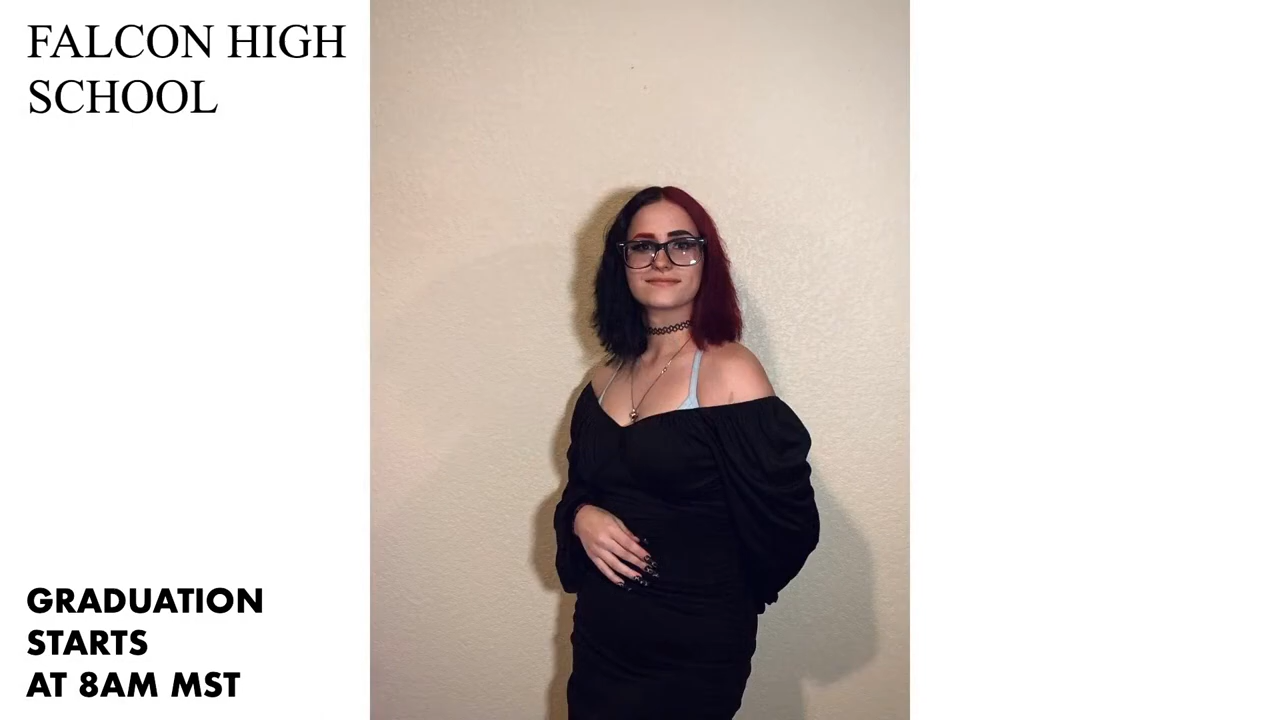 FALCON HIGH
SCHOOL
GRADUATION
STARTS
AT 8AM MST